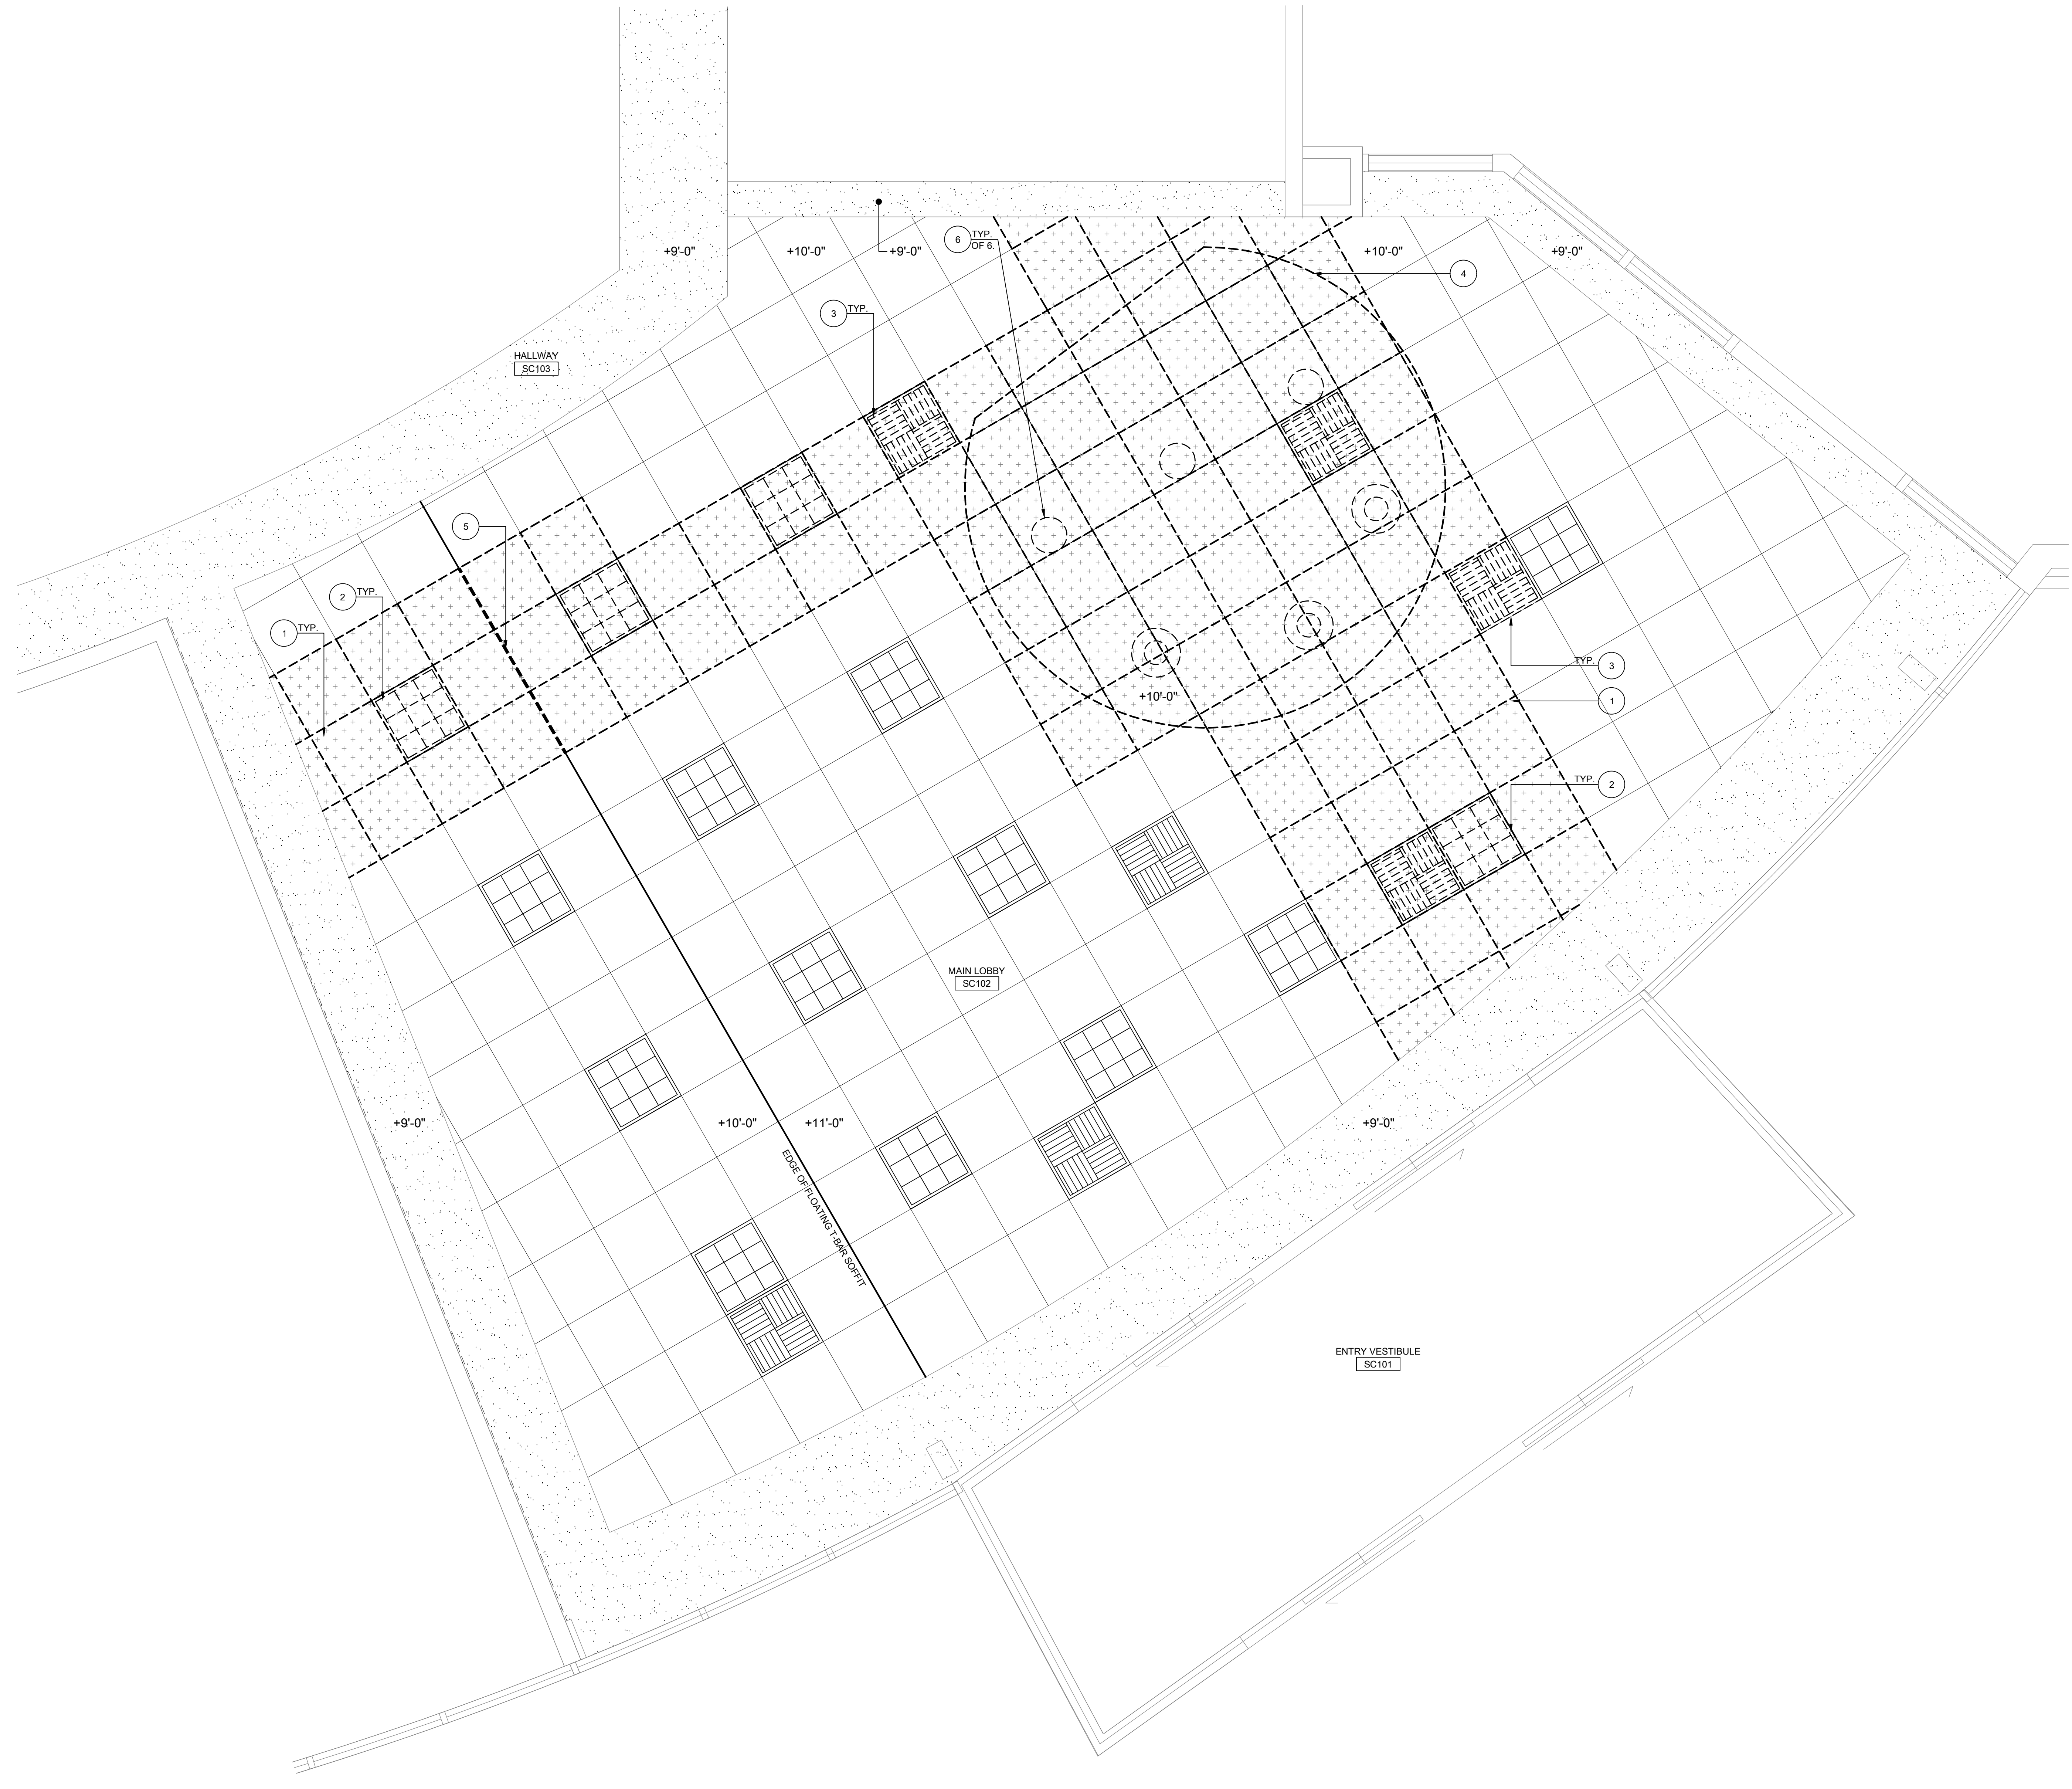 6
TYP.
OF 6.
+9'-0"
+10'-0"
+9'-0"
+10'-0"
+9'-0"
4
3
TYP.
HALLWAY
SC103
5
2
TYP.
1
TYP.
TYP.
3
+10'-0"
1
TYP.
2
MAIN LOBBY
SC102
+9'-0"
+10'-0"
+11'-0"
+9'-0"
EDGE OF FLOATING T-BAR SOFFIT
ENTRY VESTIBULE
SC101